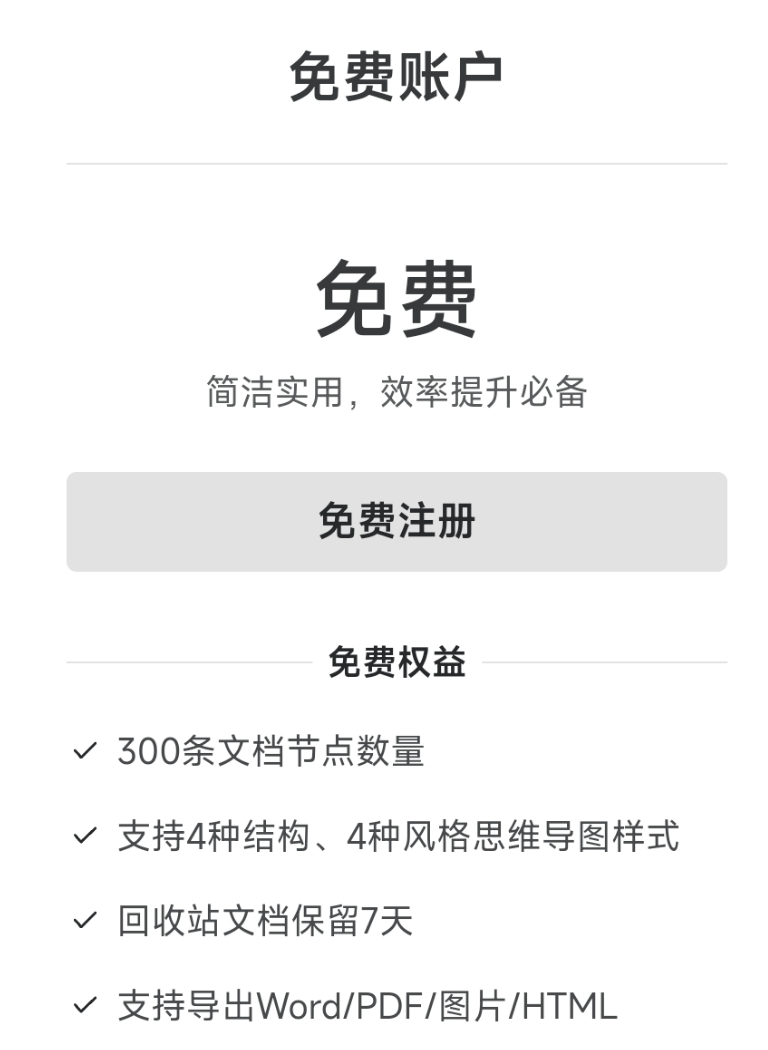 免费账户
免费
简洁实用，效率提升必备
免费注册
免费权益
300条文档节点数量
支持4种结构、4种风格思维导图样式
回收站文档保留7天
支持导出Word/PDF/图片/HTML